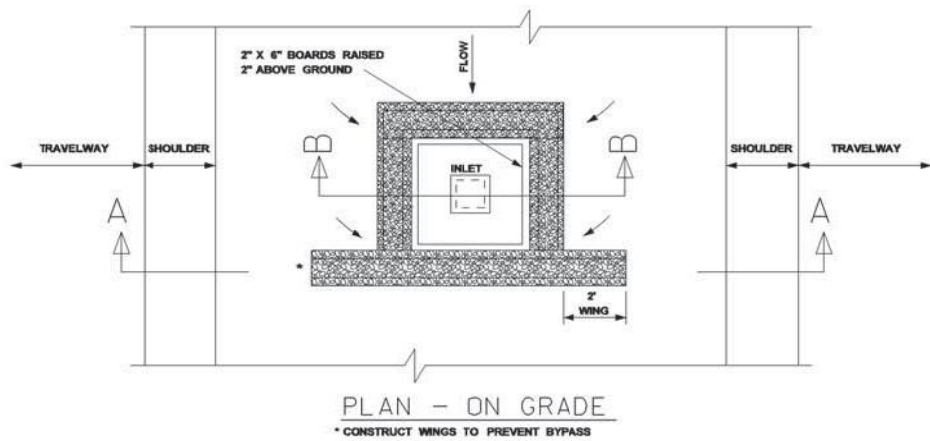 2" X 6" BOARDS RAISED
2" ABOVE GROUND
FLOW
TRAVELWAY
SHOULDER
B
B
SHOULDER
TRAVELWAY
INLET
A
A
*
2'
WING
PLAN - ON GRADE
* CONSTRUCT WINGS TO PREVENT BYPASS